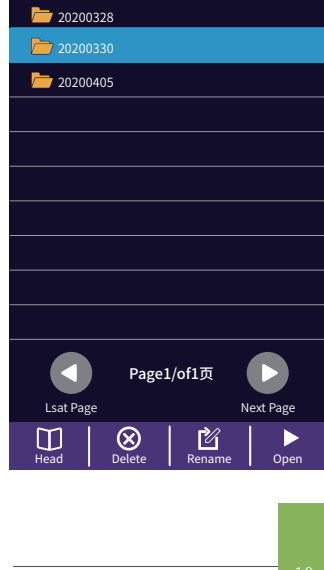 20200328
20200330
20200405
Page1/of1页
Lsat Page
Next Page
Head
Delete
Rename
Open